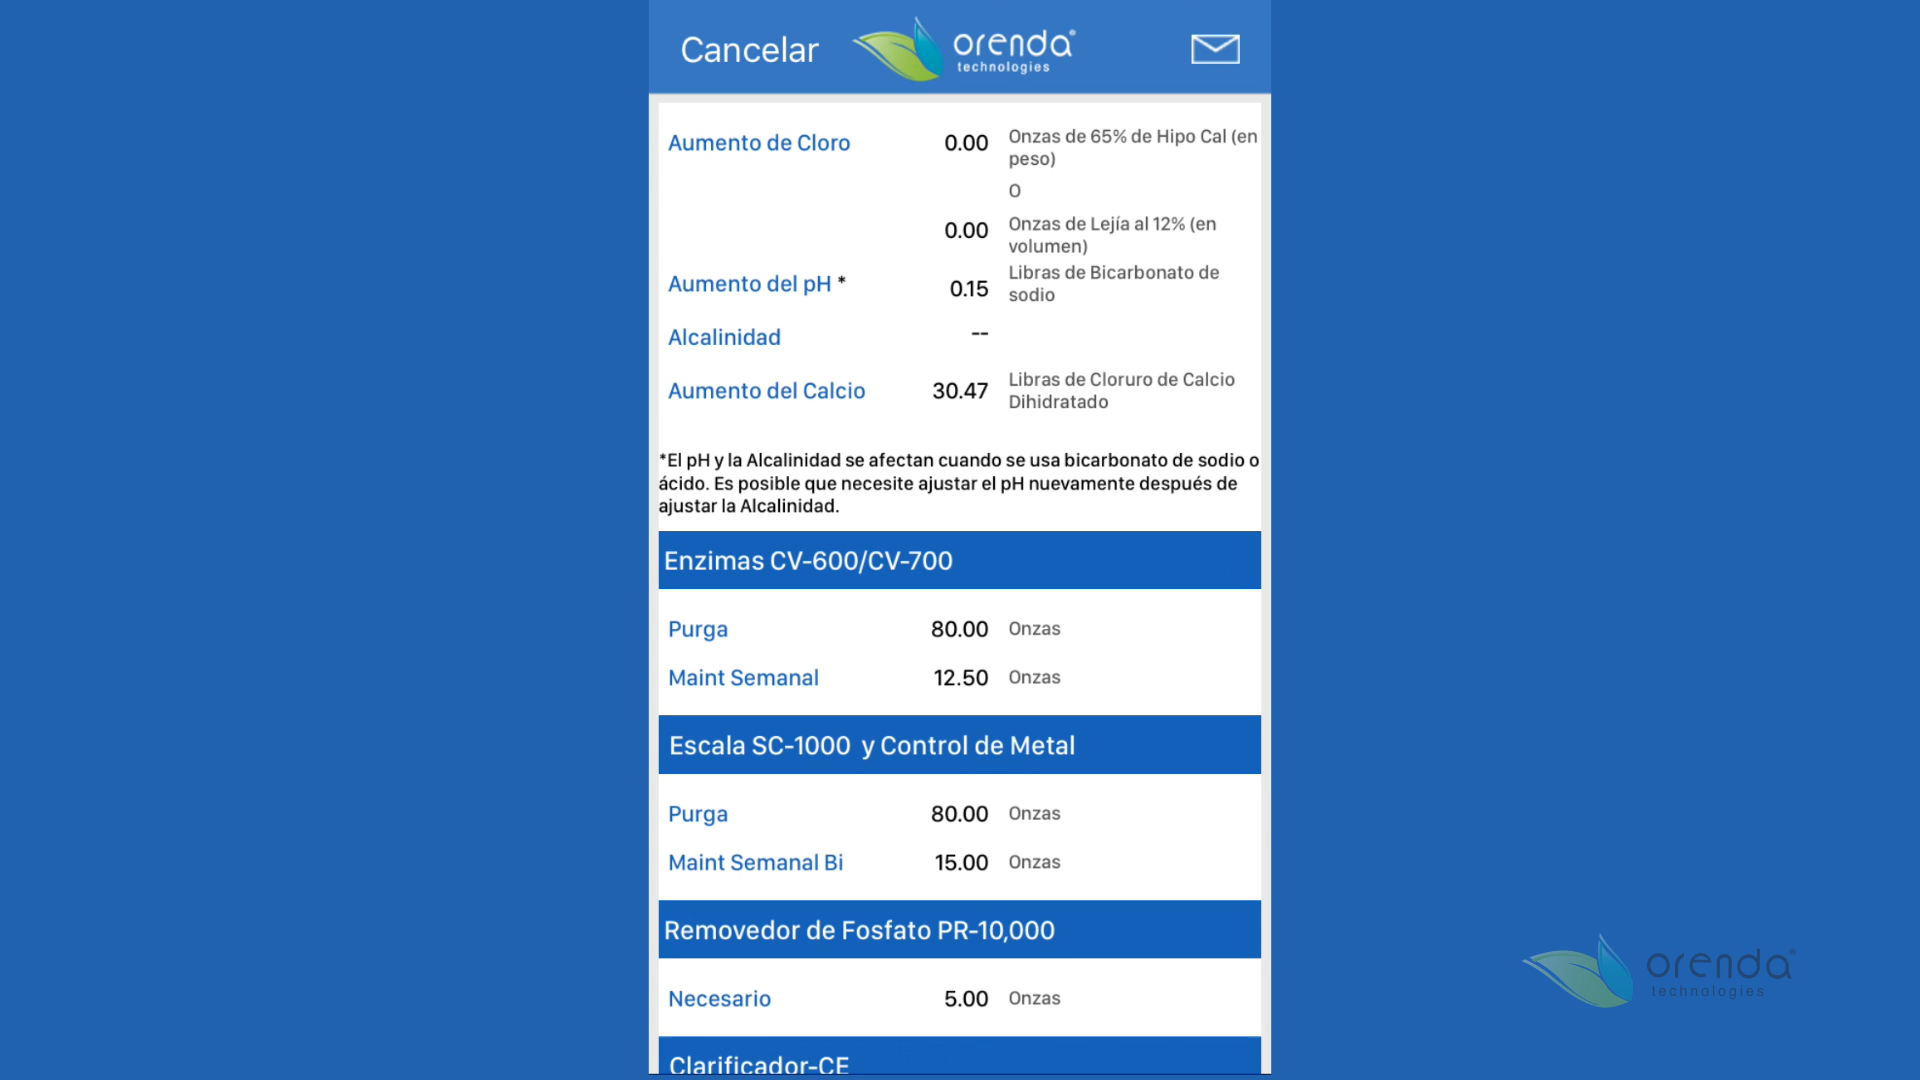 Cancelar
orenda®
technologies
Aumento de Cloro 0.00 Onzas de 65% de Hipo Cal (en
peso)
O
0.00 Onzas de Lejía al 12% (en
volumen)
Aumento del pH * 0.15 Libras de Bicarbonato de
sodio
Alcalinidad --
Aumento del Calcio 30.47 Libras de Cloruro de Calcio
Dihidratado
*El pH y la Alcalinidad se afectan cuando se usa bicarbonato de sodio o
ácido. Es posible que necesite ajustar el pH nuevamente después de
ajustar la Alcalinidad.
Enzimas CV-600/CV-700
Purga 80.00 Onzas
Maint Semanal 12.50 Onzas
Escala SC-1000 y Control de Metal
Purga 80.00 Onzas
Maint Semanal Bi 15.00 Onzas
Removedor de Fosfato PR-10,000
Necesario 5.00 Onzas
Clarificador-CE
orenda®
technologies